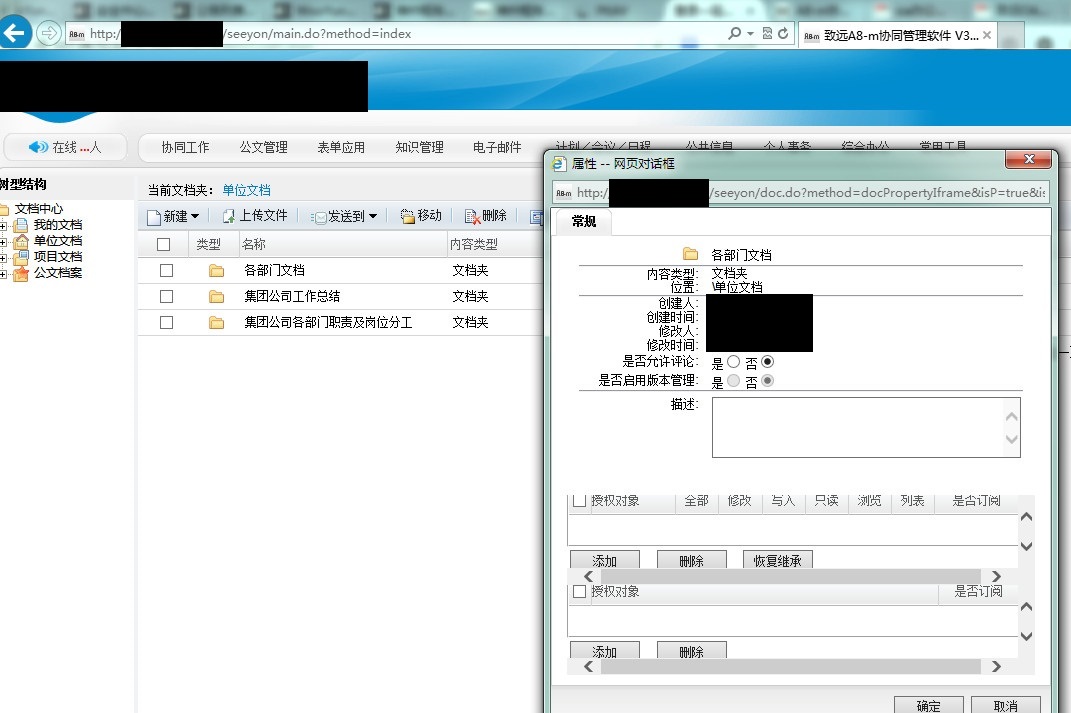 http:// /seeyon/main.do?method=index
A8m 致远A8-m协同管理软件 V3...
在线 ...人
协同工作 公文管理 表单应用 知识管理 电子邮件 计划/会议/日程 公共信息 个人事务 综合办公 常用工具
树型结构
文档中心
我的文档
单位文档
项目文档
公文档案
当前文档夹： 单位文档
新建 上传文件 发送到 移动 删除
类型 名称 内容类型
各部门文档 文档夹
集团公司工作总结 文档夹
集团公司各部门职责及岗位分工 文档夹
属性 -- 网页对话框
http:// /seeyon/doc.do?method=docPropertyIframe&isP=true&is
常规
各部门文档
内容类型: 文档夹
位置: \单位文档
创建人:
创建时间:
修改人:
修改时间:
是否允许评论: 是 否
是否启用版本管理: 是 否
描述:
授权对象 全部 修改 写入 只读 浏览 列表 是否订阅
添加 删除 恢复继承
授权对象 是否订阅
添加 删除
确定 取消